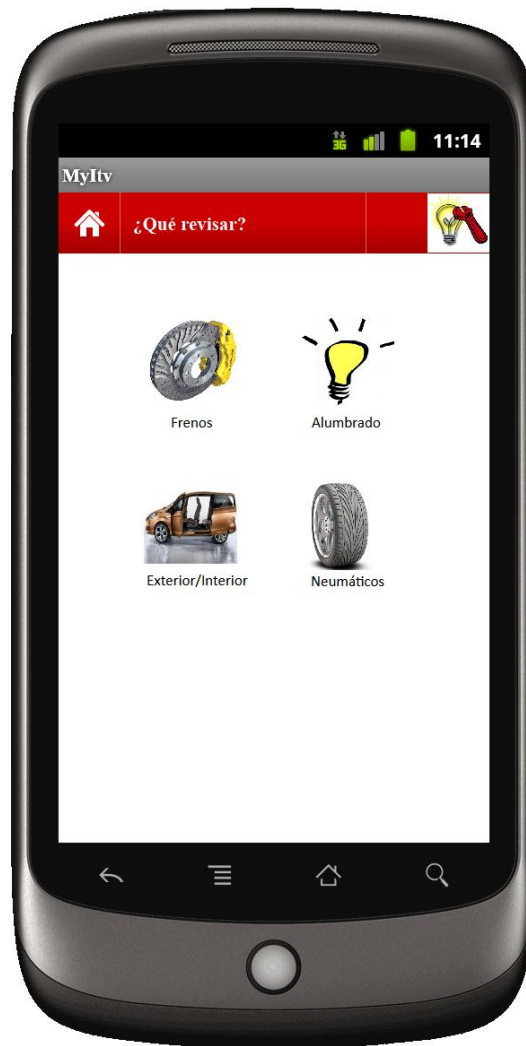 3G 11:14
MyItv
¿Qué revisar?
Frenos
Alumbrado
Exterior/Interior
Neumáticos